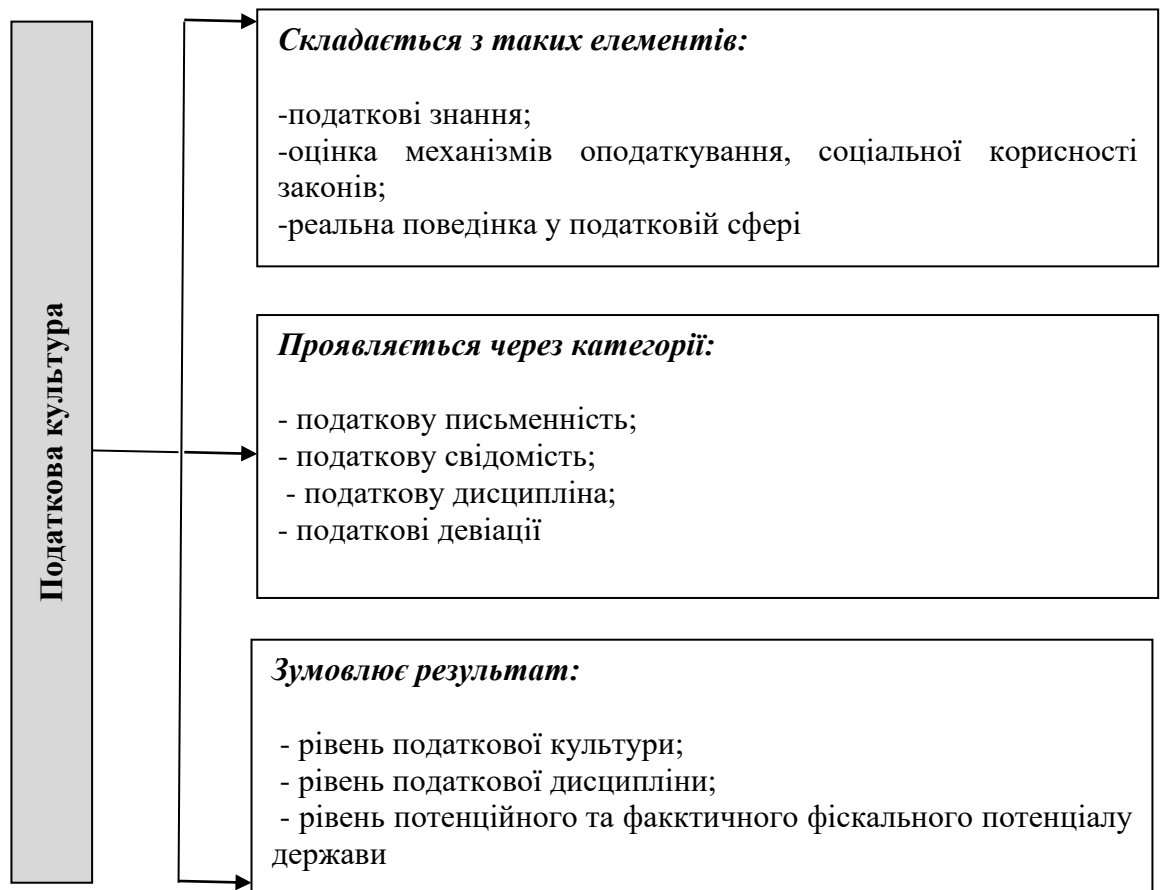 Податкова культура
Складається з таких елементів:
-податкові знання;
-оцінка механізмів оподаткування, соціальної корисності
законів;
-реальна поведінка у податковій сфері
Проявляється через категорії:
- податкову письменність;
- податкову свідомість;
- податкову дисципліна;
- податкові девіації
Зумовлює результат:
- рівень податкової культури;
- рівень податкової дисципліни;
- рівень потенційного та факктичного фіскального потенціалу
держави